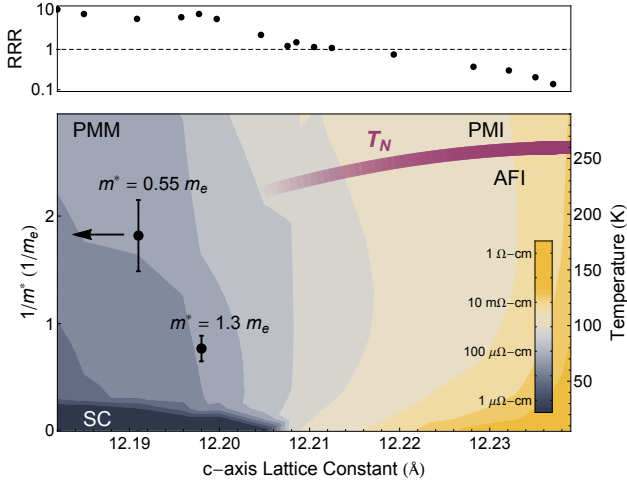 10
1
0.1
RRR
PMM
PMI
T_N
AFI
m* = 0.55 m_e
m* = 1.3 m_e
SC
1 Ω−cm
10 mΩ−cm
100 μΩ−cm
1 μΩ−cm
2
1
0
1/m* (1/m_e)
250
200
150
100
50
Temperature (K)
12.19 12.20 12.21 12.22 12.23
c−axis Lattice Constant (Å)